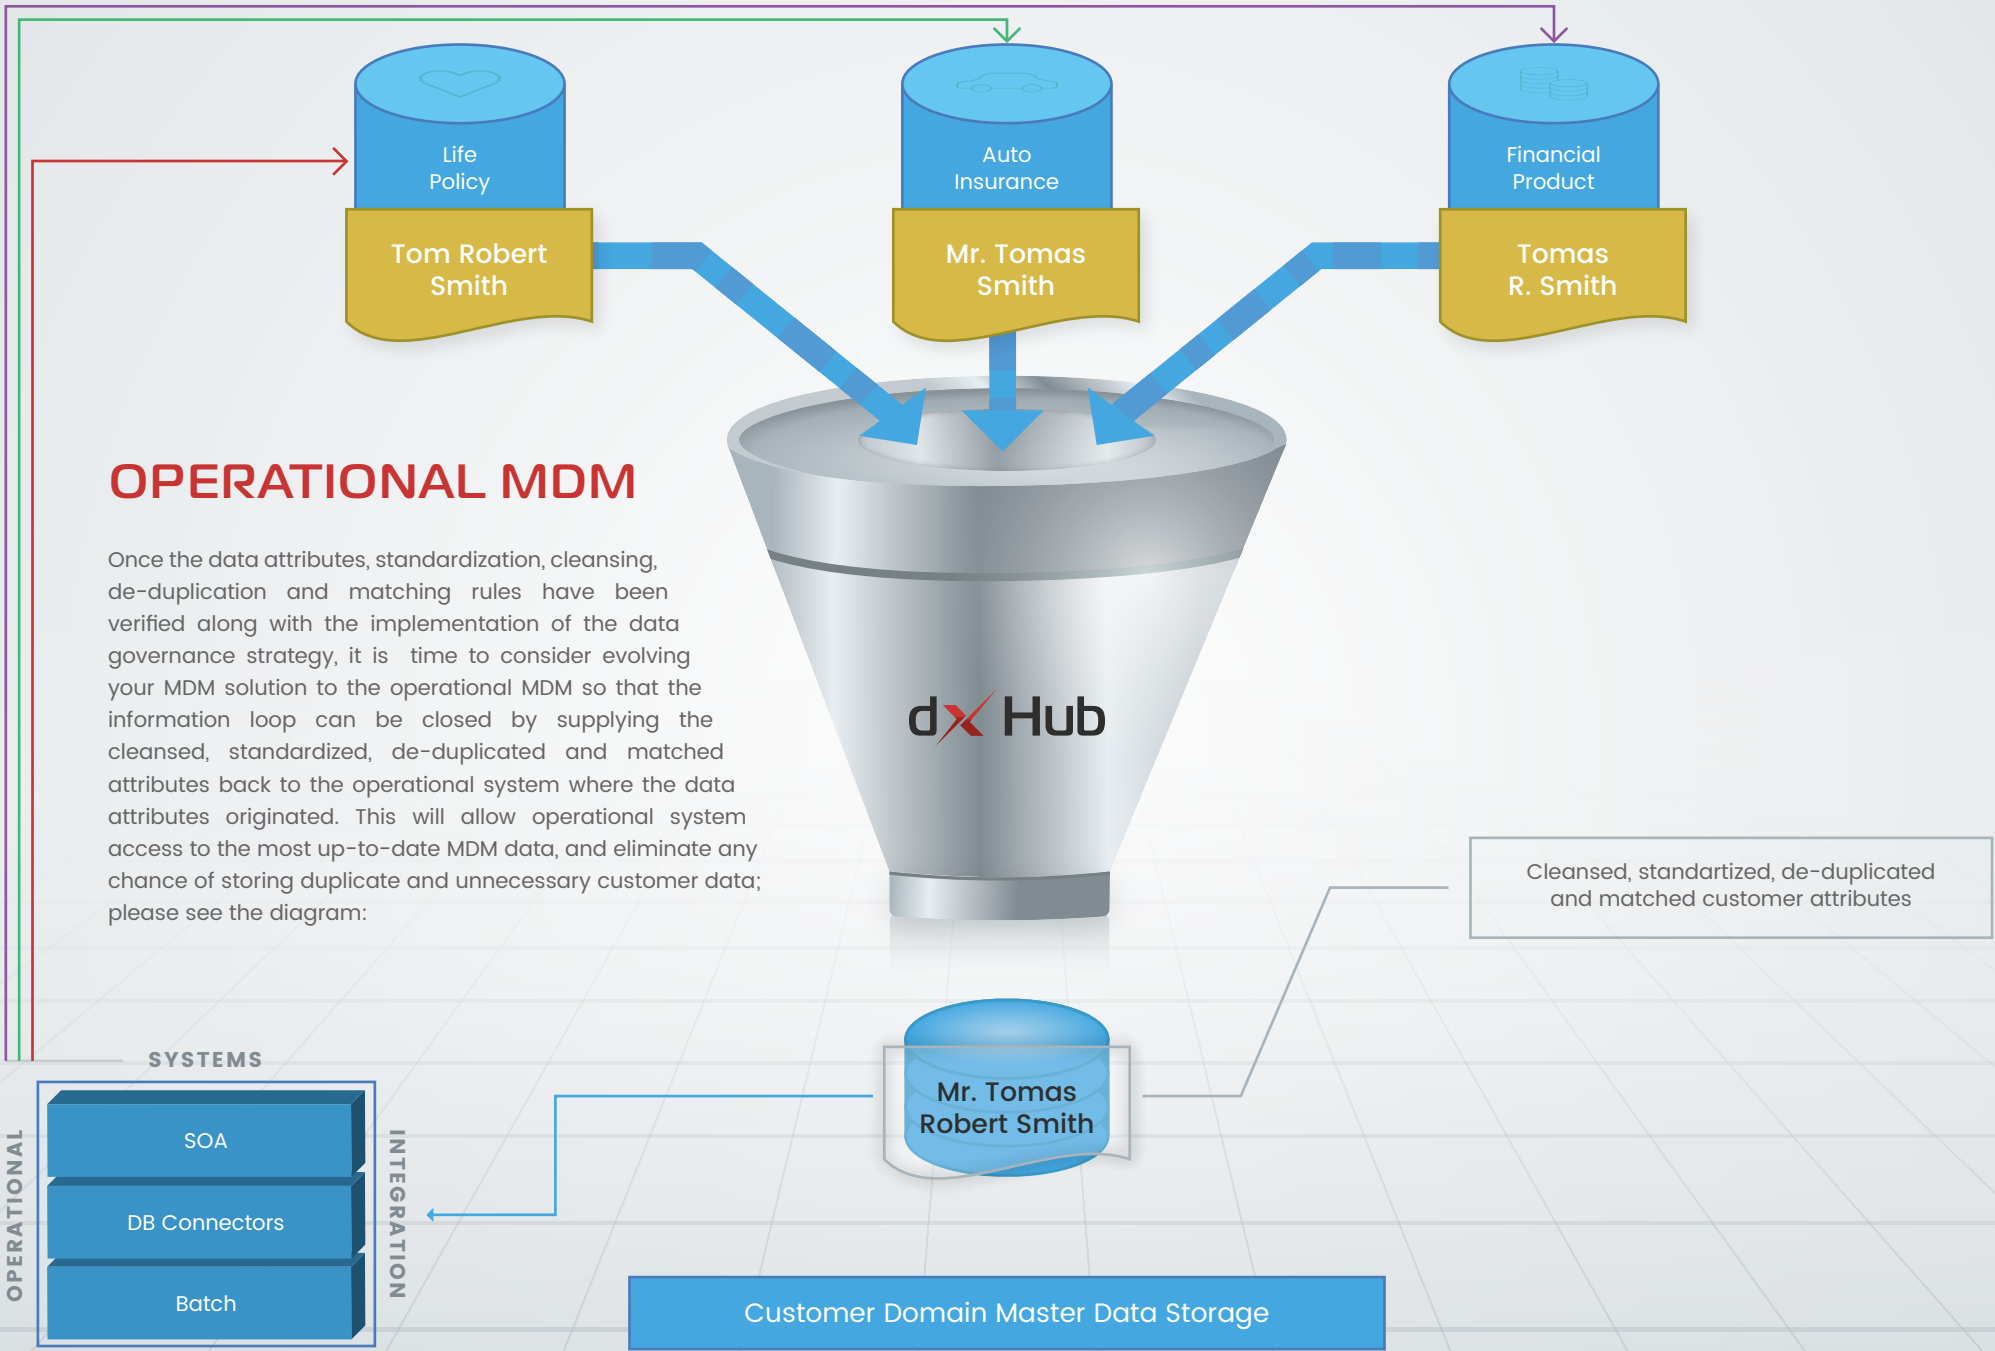 Life
Policy
Auto
Insurance
Financial
Product
Tom Robert
Smith
Mr. Tomas
Smith
Tomas
R. Smith
OPERATIONAL MDM
Once the data attributes, standardization, cleansing,
de-duplication and matching rules have been
verified along with the implementation of the data
governance strategy, it is time to consider evolving
your MDM solution to the operational MDM so that the
information loop can be closed by supplying the
cleansed, standardized, de-duplicated and matched
attributes back to the operational system where the data
attributes originated. This will allow operational system
access to the most up-to-date MDM data, and eliminate any
chance of storing duplicate and unnecessary customer data;
please see the diagram:
dx Hub
Cleansed, standartized, de-duplicated
and matched customer attributes
Mr. Tomas
Robert Smith
SYSTEMS
OPERATIONAL
INTEGRATION
SOA
DB Connectors
Batch
Customer Domain Master Data Storage